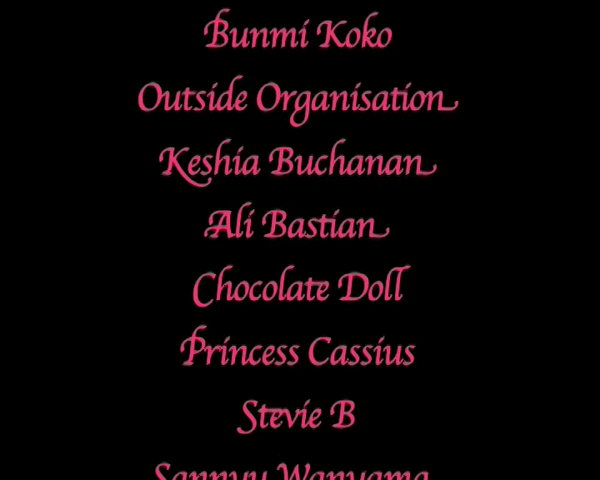 Bunmi Koko
Outside Organisation
Keshia Buchanan
Ali Bastian
Chocolate Doll
Princess Cassius
Stevie B